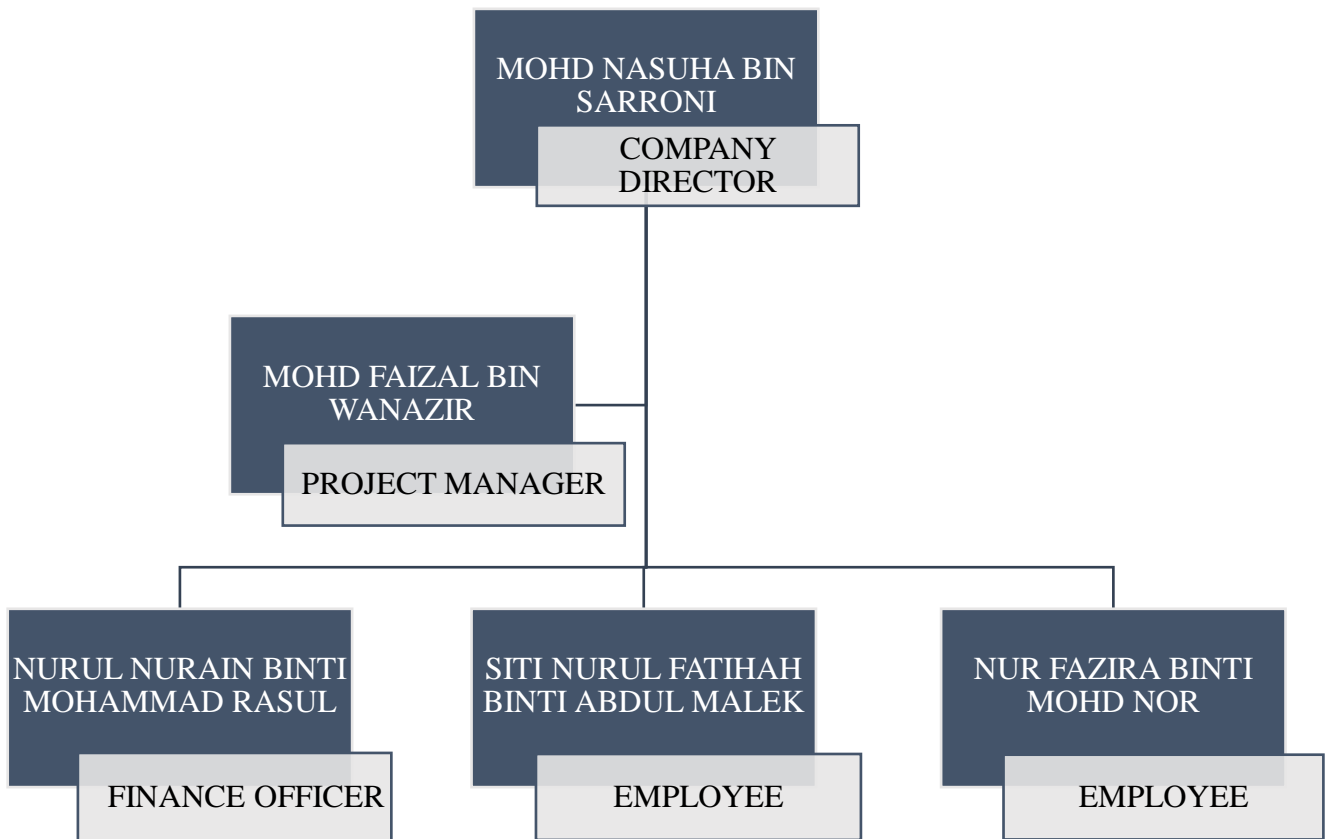 MOHD NASUHA BIN
SARRONI
COMPANY
DIRECTOR
MOHD FAIZAL BIN
WANAZIR
PROJECT MANAGER
NURUL NURAIN BINTI
MOHAMMAD RASUL
FINANCE OFFICER
SITI NURUL FATIHAH
BINTI ABDUL MALEK
EMPLOYEE
NUR FAZIRA BINTI
MOHD NOR
EMPLOYEE